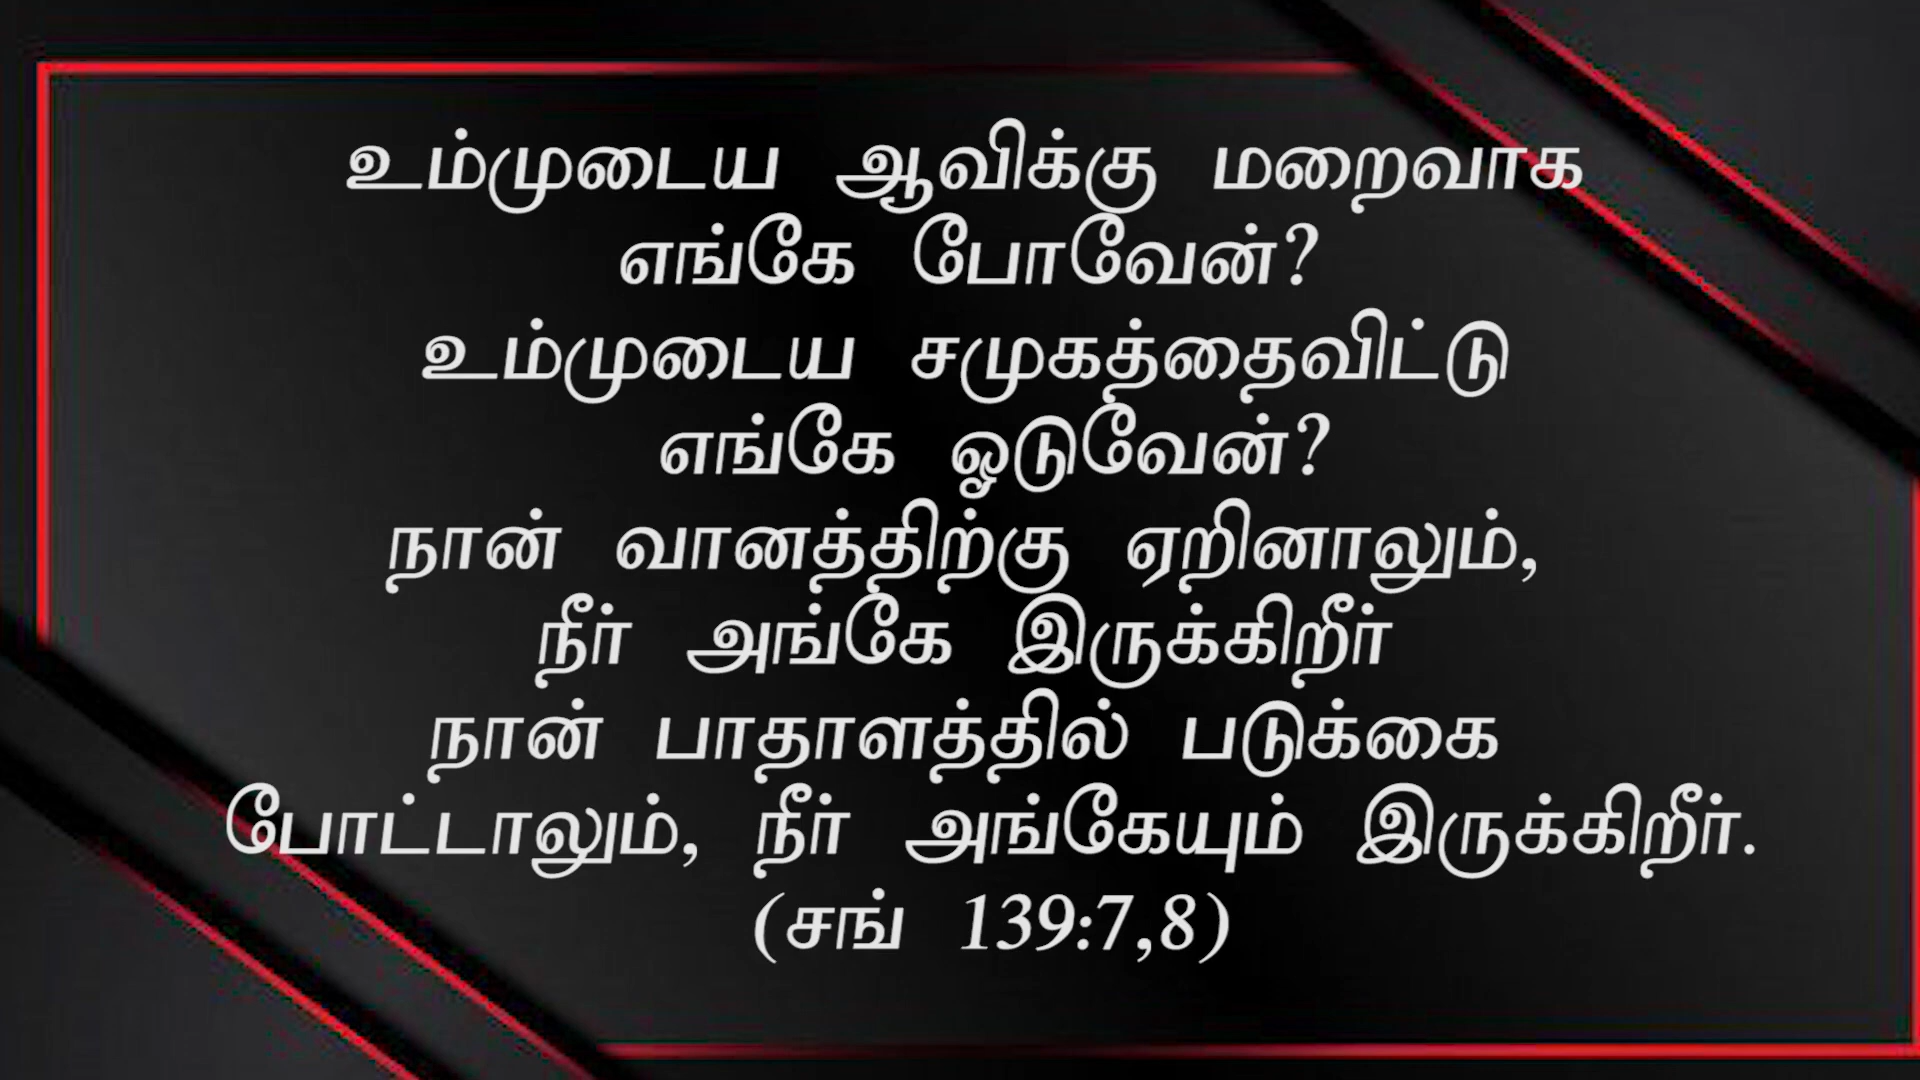 உம்முடைய ஆவிக்கு மறைவாக
எங்கே போவேன்?
உம்முடைய சமுகத்தைவிட்டு
எங்கே ஓடுவேன்?
நான் வானத்திற்கு ஏறினாலும்,
நீர் அங்கே இருக்கிறீர்
நான் பாதாளத்தில் படுக்கை
போட்டாலும், நீர் அங்கேயும் இருக்கிறீர்.
(சங் 139:7,8)